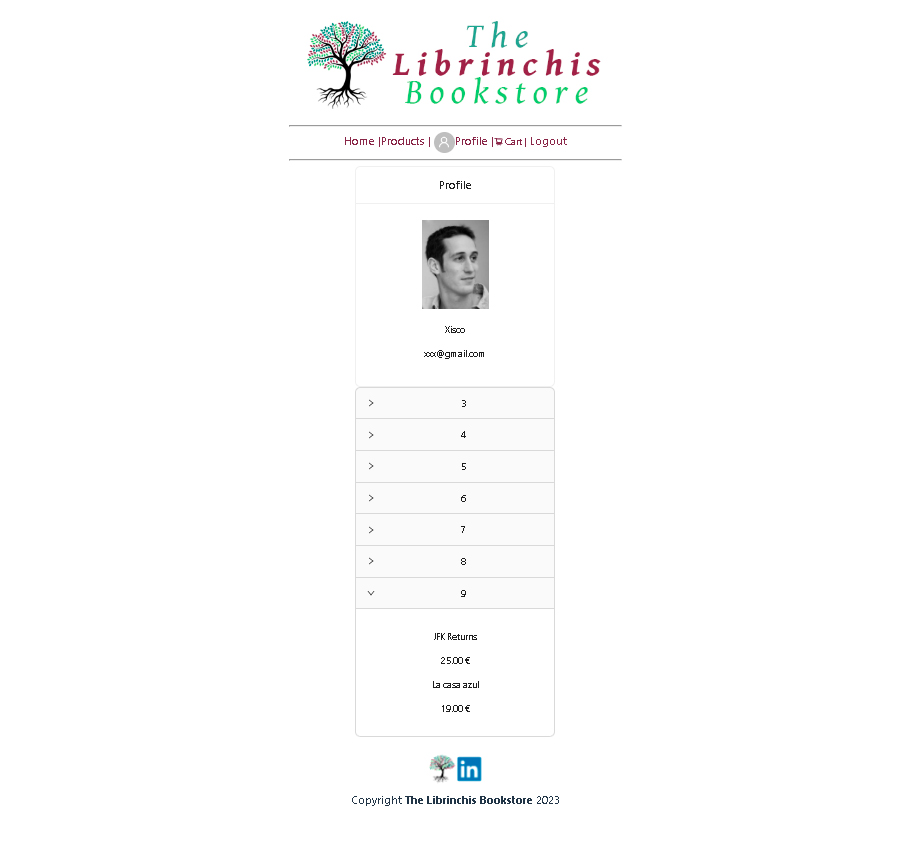 The
Librinchis
Bookstore
Home |Products | Profile | Cart | Logout
Profile
Xisco
xxx@gmail.com
3
4
5
6
7
8
9
JFK Returns
25.00 €
La casa azul
19.00 €
in
Copyright The Librinchis Bookstore 2023